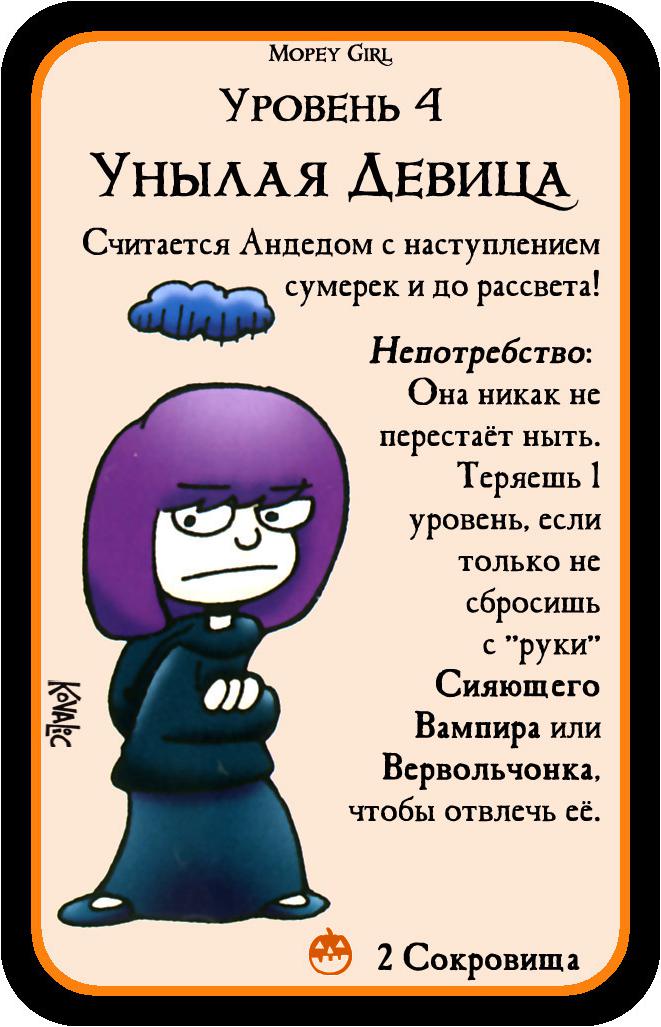 Mopey Girl
Уровень 4
Унылая Девица
Считается Андедом с наступлением
сумерек и до рассвета!
Непотребство:
Она никак не
перестаёт ныть.
Теряешь 1
уровень, если
только не
сбросишь
с "руки"
Сияющего
Вампира или
Вервольчонка,
чтобы отвлечь её.
Kovalic
2 Сокровища